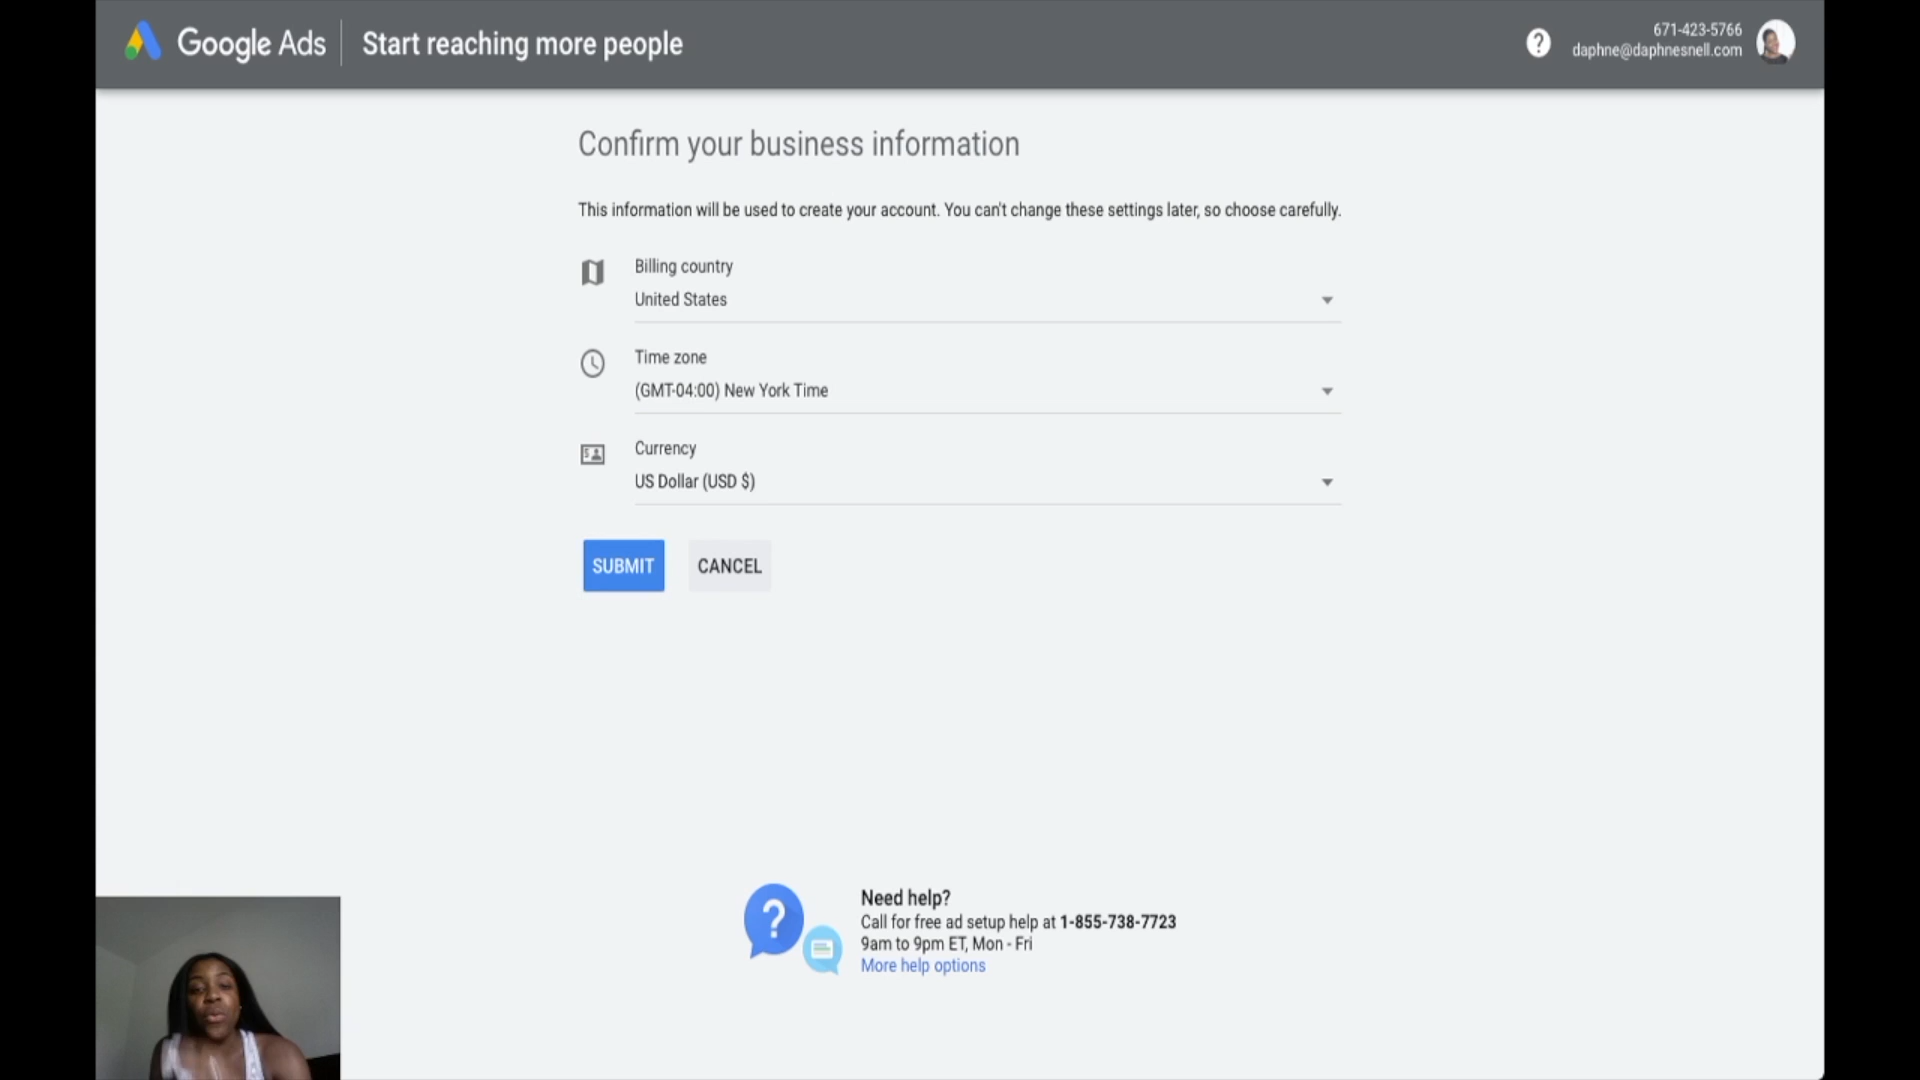 Google Ads
Start reaching more people
671-423-5766
daphne@daphnesnell.com
Confirm your business information
This information will be used to create your account. You can't change these settings later, so choose carefully.
Billing country
United States
Time zone
(GMT-04:00) New York Time
Currency
US Dollar (USD $)
SUBMIT
CANCEL
Need help?
Call for free ad setup help at 1-855-738-7723
9am to 9pm ET, Mon - Fri
More help options